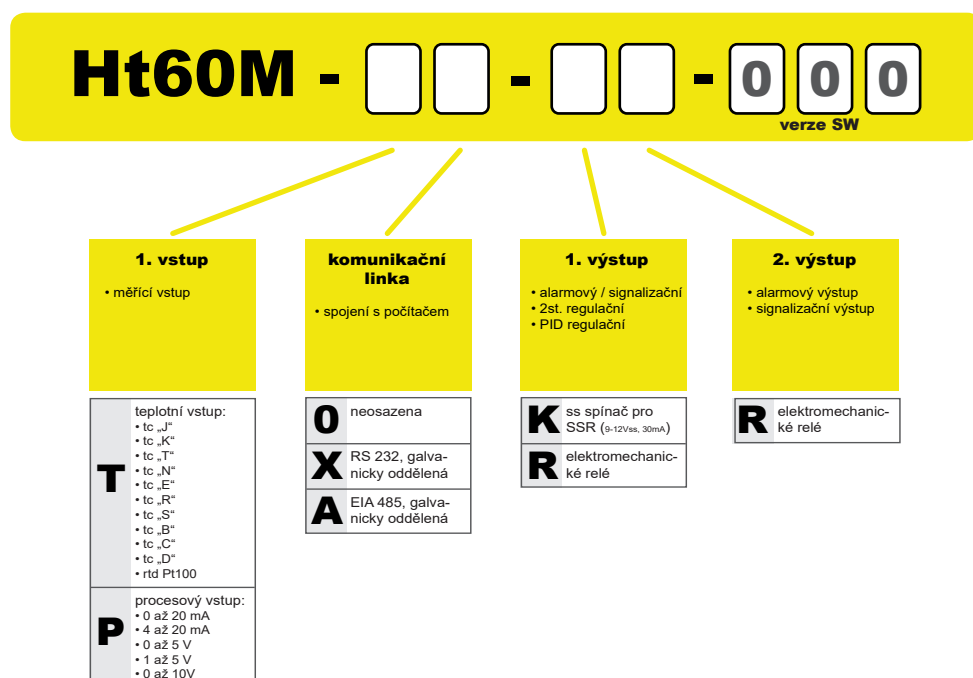 Ht60M - - - 0 0 0
verze SW
1. vstup
• měřící vstup
komunikační
linka
• spojení s počítačem
1. výstup
• alarmový / signalizační
• 2st. regulační
• PID regulační
2. výstup
• alarmový výstup
• signalizační výstup
T
teplotní vstup:
• tc „J“
• tc „K“
• tc „T“
• tc „N“
• tc „E“
• tc „R“
• tc „S“
• tc „B“
• tc „C“
• tc „D“
• rtd Pt100
P
procesový vstup:
• 0 až 20 mA
• 4 až 20 mA
• 0 až 5 V
• 1 až 5 V
• 0 až 10V
0
neosazena
X
RS 232, galva-
nicky oddělená
A
EIA 485, galva-
nicky oddělená
K
ss spínač pro
SSR (9-12Vss, 30mA)
R
elektromechanic-
ké relé
R
elektromechanic-
ké relé